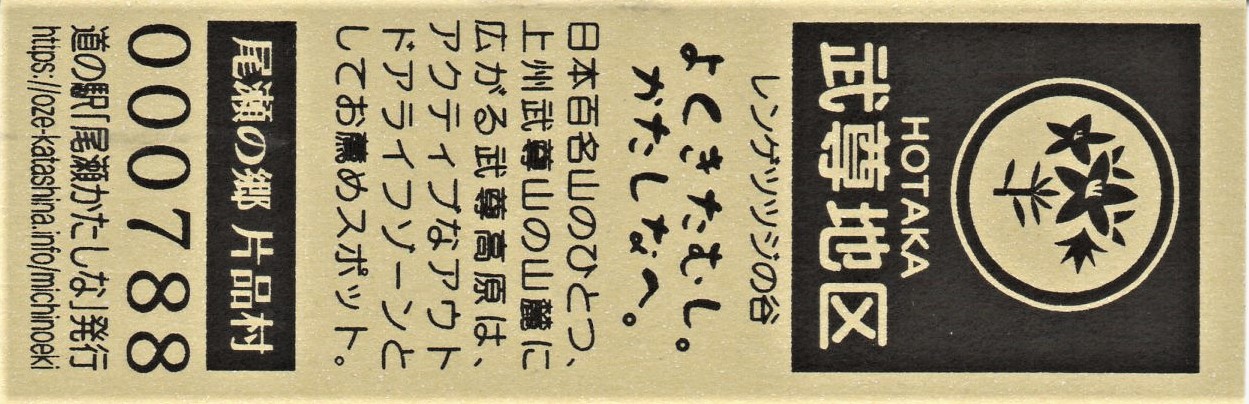 HOTAKA
武尊地区
レンゲツツジの谷
よくきたむし。
かたしなへ。
日本百名山のひとつ、
上州武尊山の山麓に
広がる武尊高原は、
アクティブなアウト
ドアライフゾーンと
してお薦めスポット。
尾瀬の郷 片品村
000788
道の駅「尾瀬かたしな」発行
https://oze-katashina.info/michinoeki